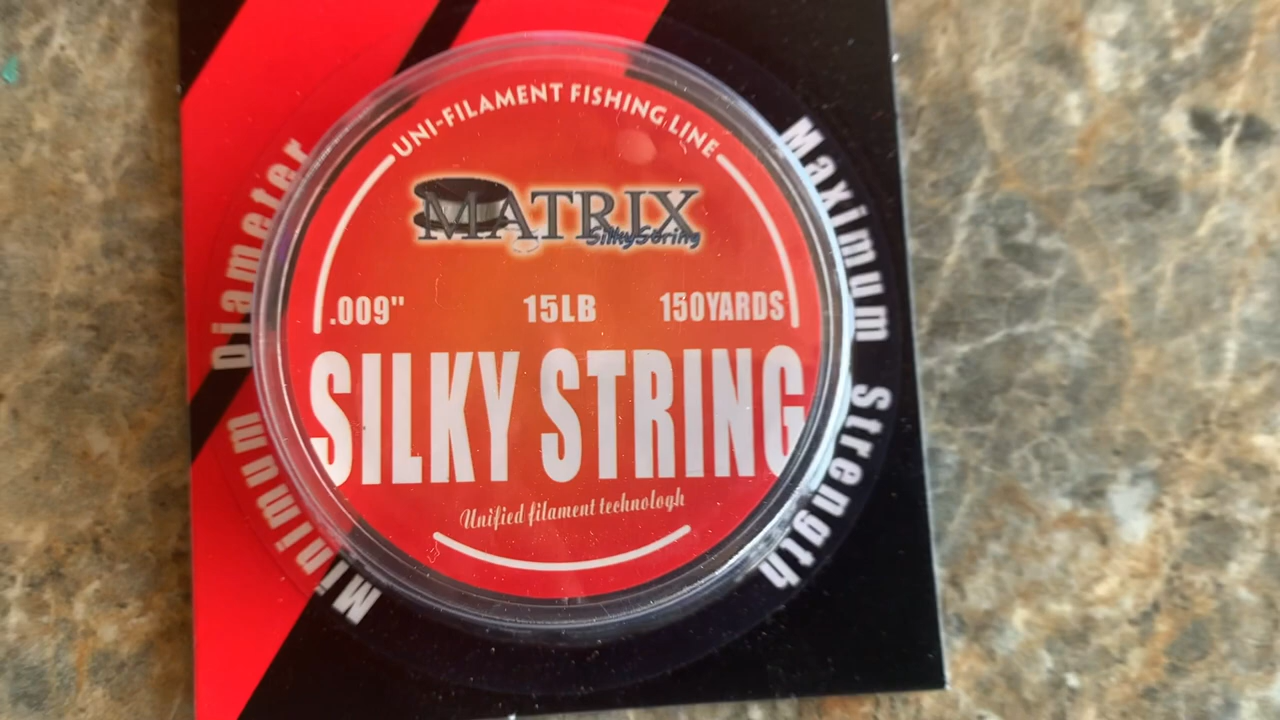 UNI-FILAMENT FISHING LINE
MATRIX
SilkyString
.009" 15LB 150YARDS
SILKY STRING
Unified filament technologh
Minimum Diameter
Maximum Strength